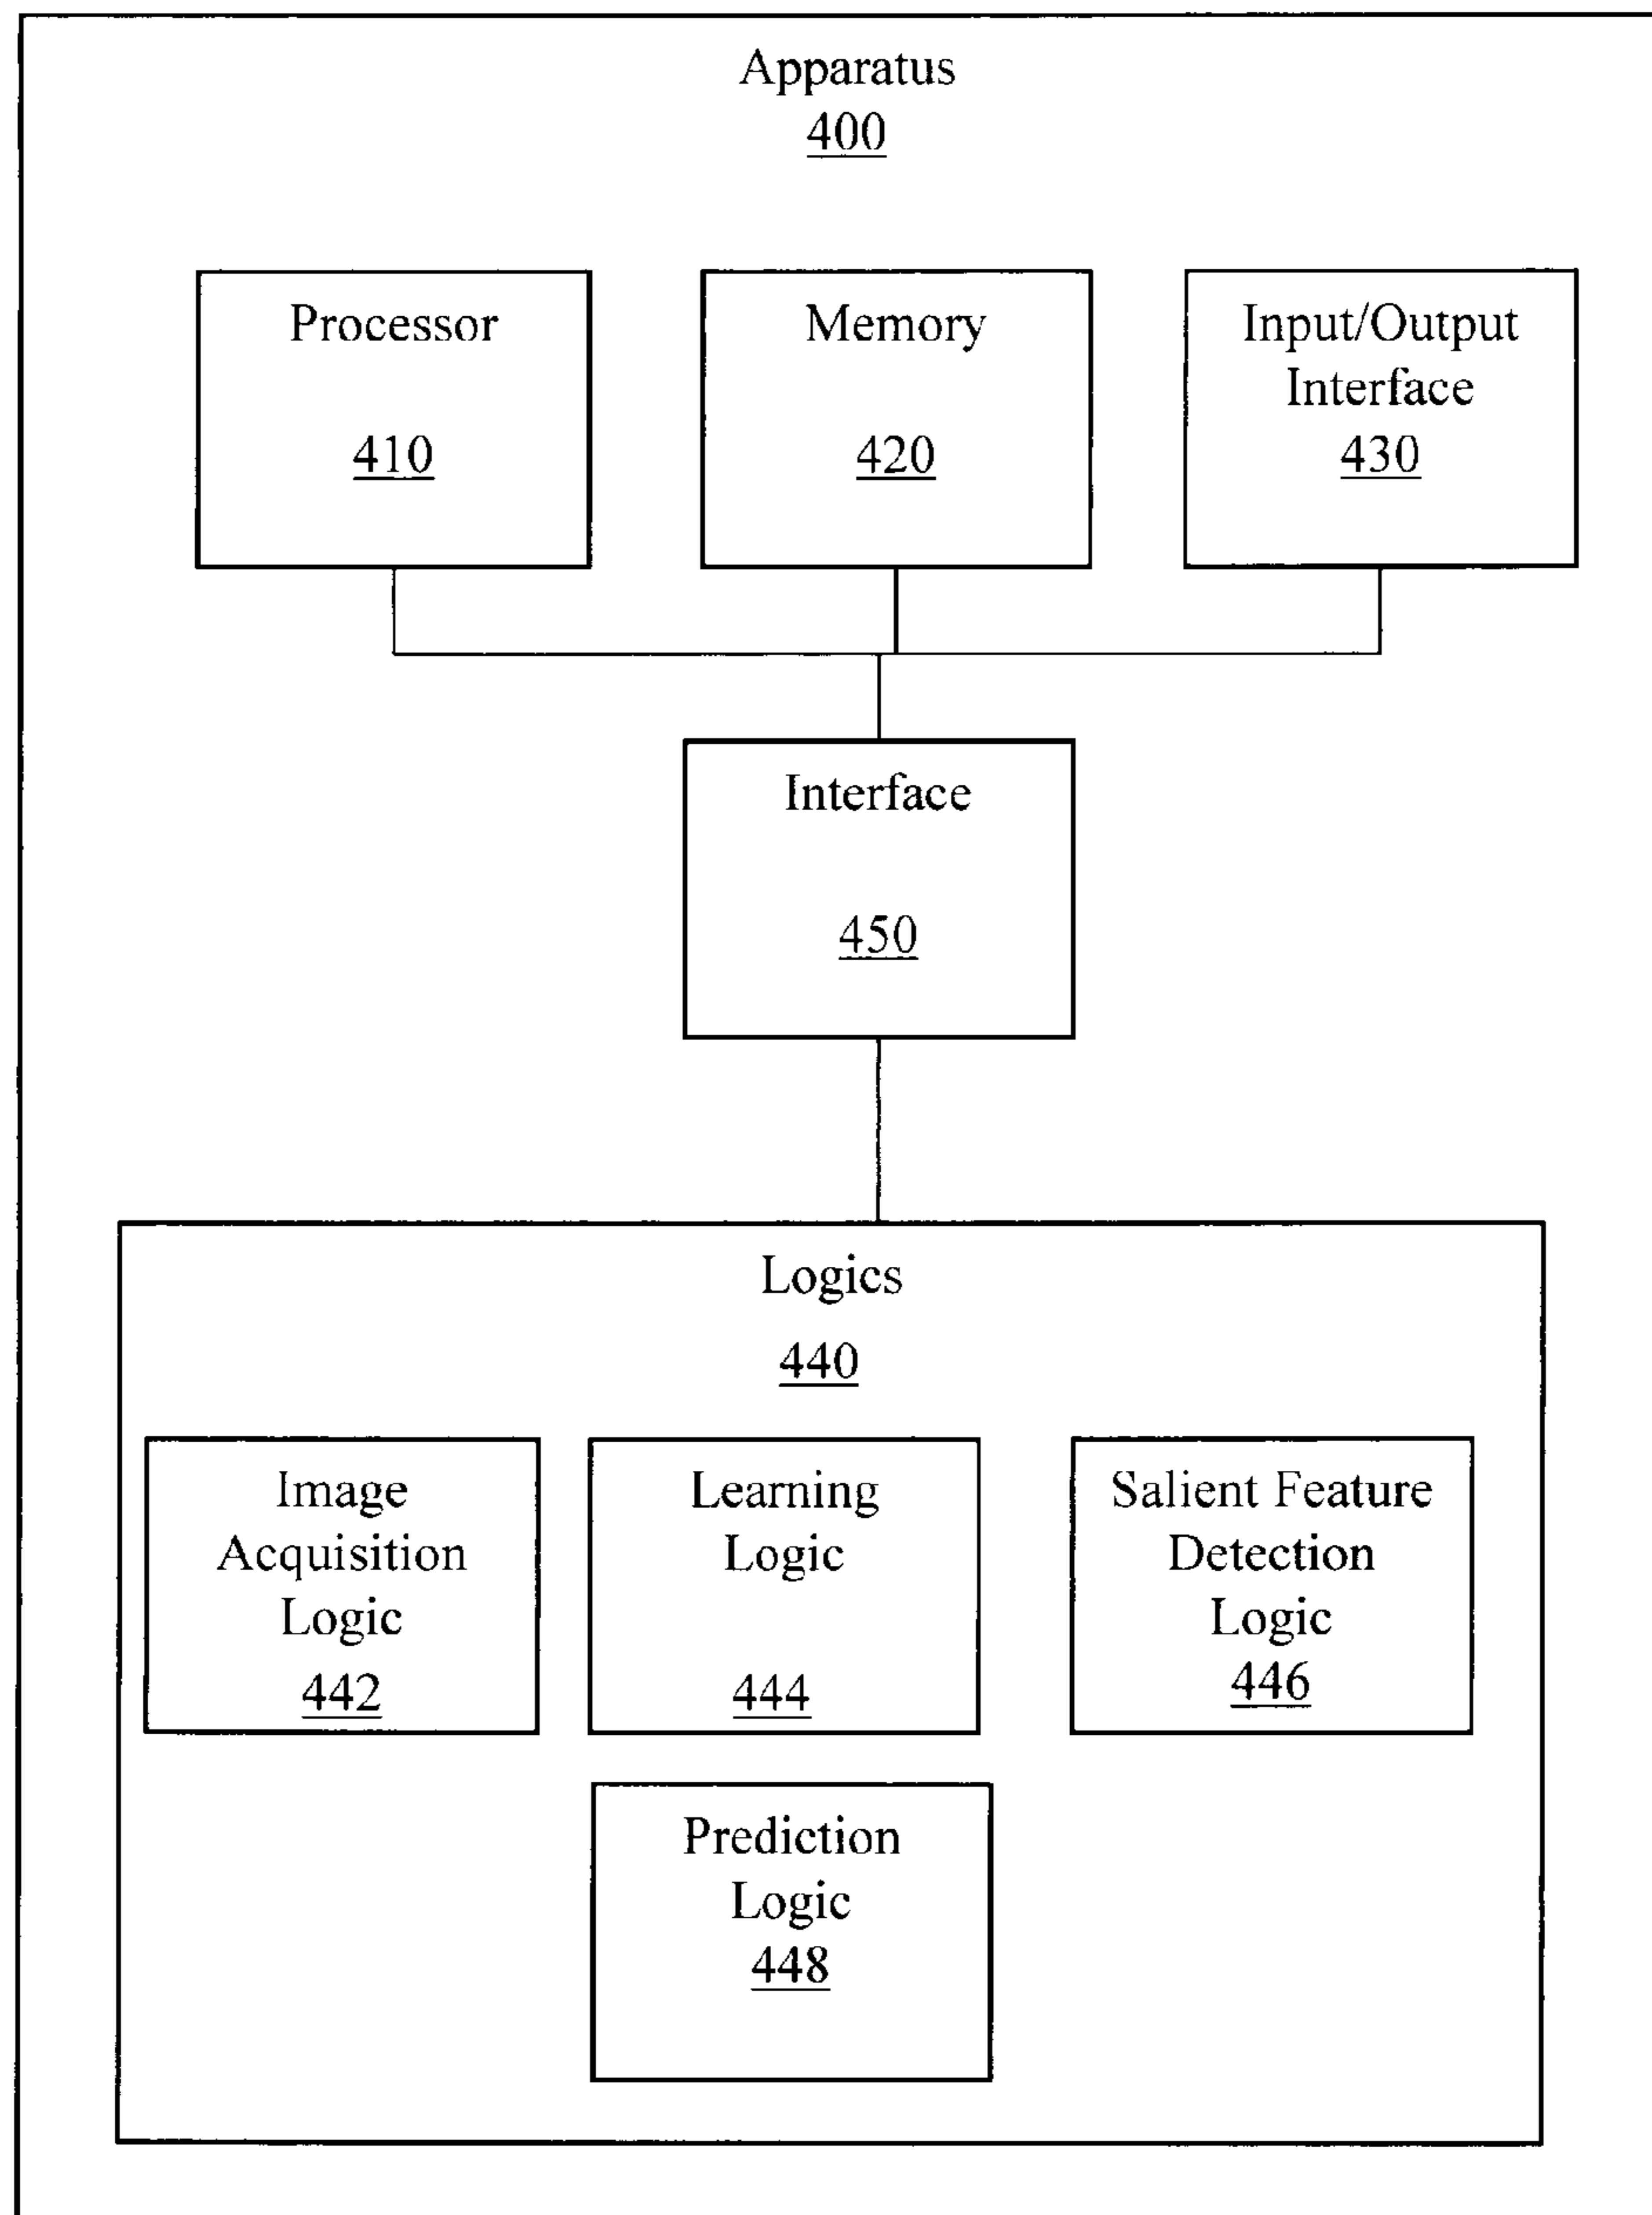 Apparatus
400
Processor
410
Memory
420
Input/Output
Interface
430
Interface
450
Logics
440
Image
Acquisition
Logic
442
Learning
Logic
444
Salient Feature
Detection
Logic
446
Prediction
Logic
448